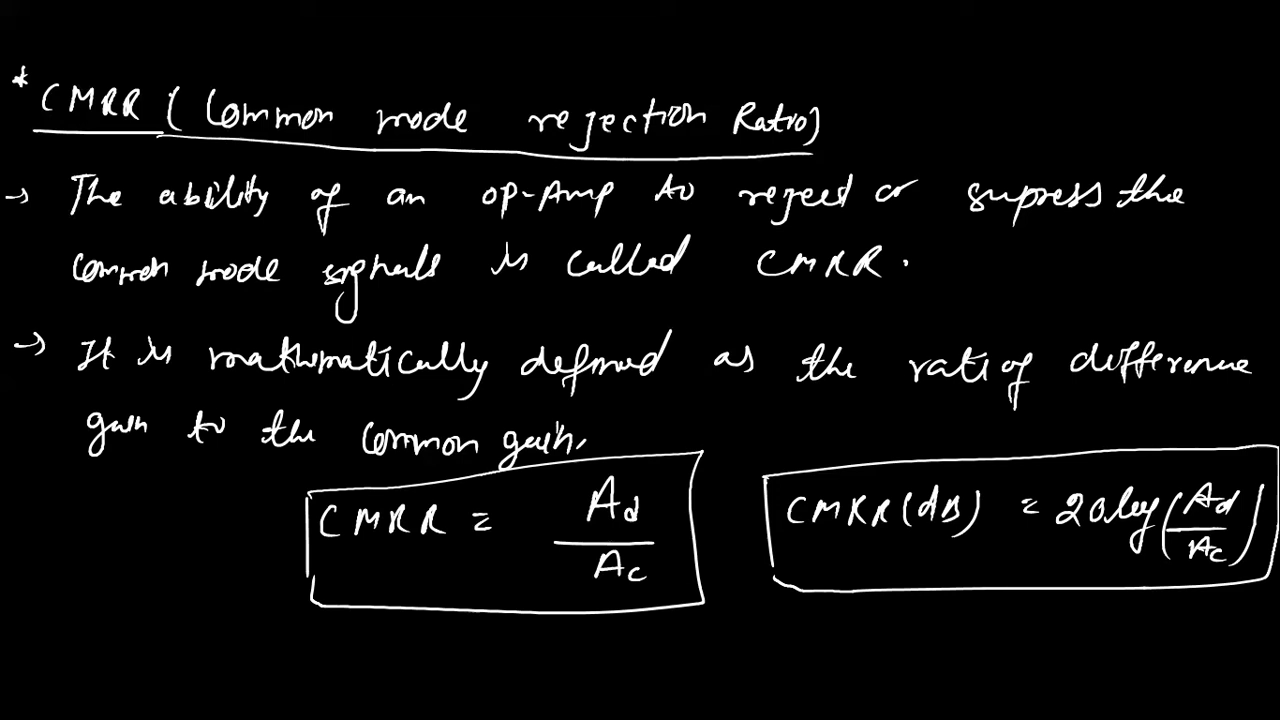 * CMRR (Common mode rejection Ratio)
→ The ability of an op-Amp to reject or supress the
common mode signals is called CMRR.
→ It is mathematically defined as the ratio of difference
gain to the common gain.
CMRR = Ad / Ac
CMRR(dB) = 20 log (Ad / Ac)